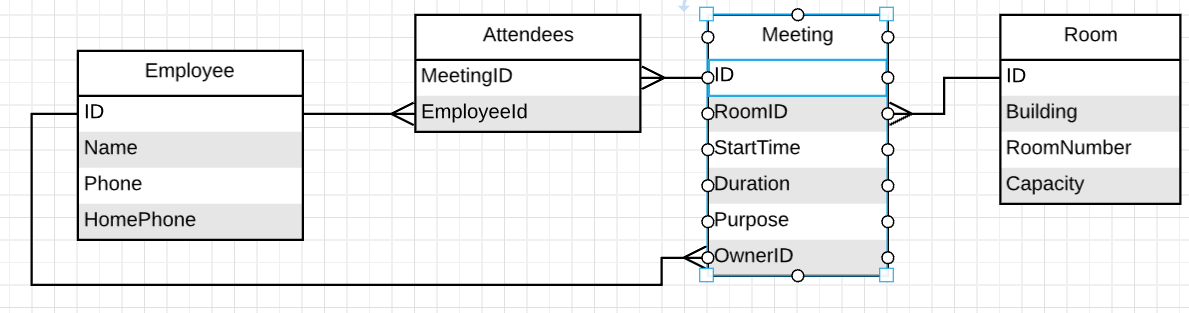 Employee
ID
Name
Phone
HomePhone
Attendees
MeetingID
EmployeeId
Meeting
ID
RoomID
StartTime
Duration
Purpose
OwnerID
Room
ID
Building
RoomNumber
Capacity